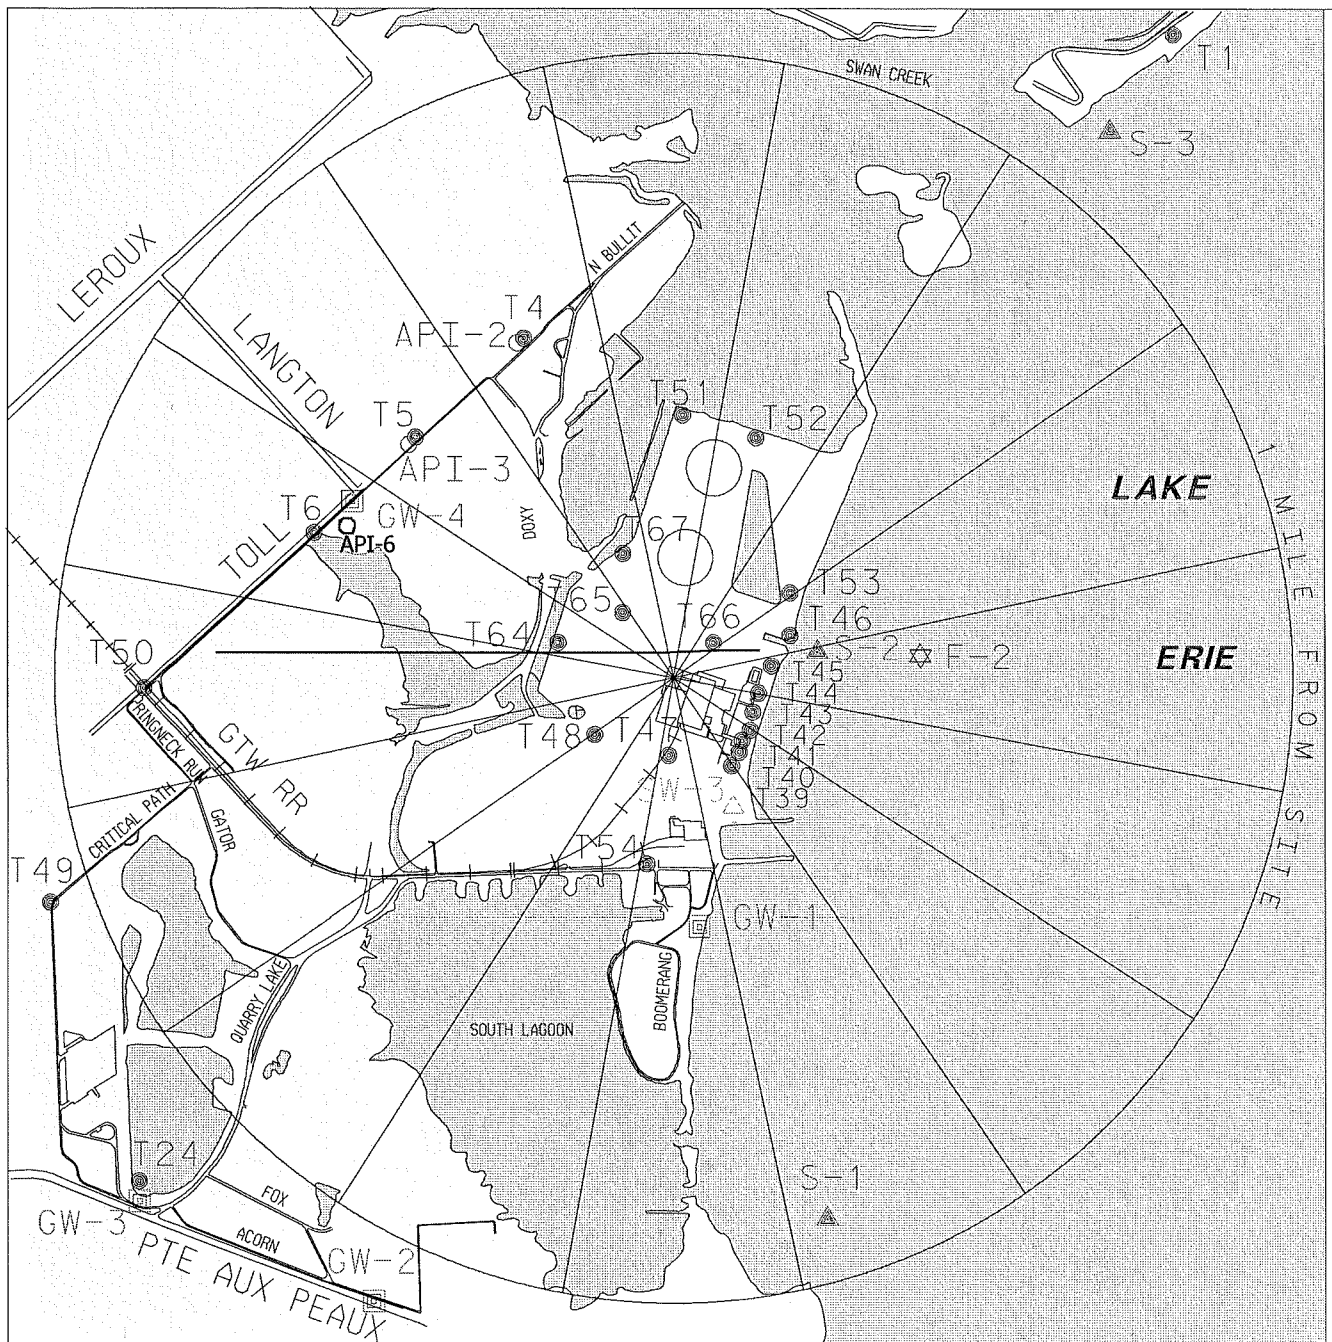 SWAN CREEK
T1
S-3
LEROUX
N BULLIT
T4
API-2
LANGTON
T5
API-3
T51
T52
LAKE
1 MILE FROM SITE
T6
GW-4
API-6
TOLL
DOXY
T67
T53
T65
T66
T46
T64
S-2
F-2
ERIE
T50
T45
T44
T43
T48
T47
T42
T41
T40
T39
RINGNECK RUN
GTW RR
CRITICAL PATH
GATOR
T49
T54
GW-1
QUARRY LAKE
BOOMERANG
SOUTH LAGOON
T24
S-1
FOX
GW-3
ACORN
GW-2
PTE AUX PEAUX